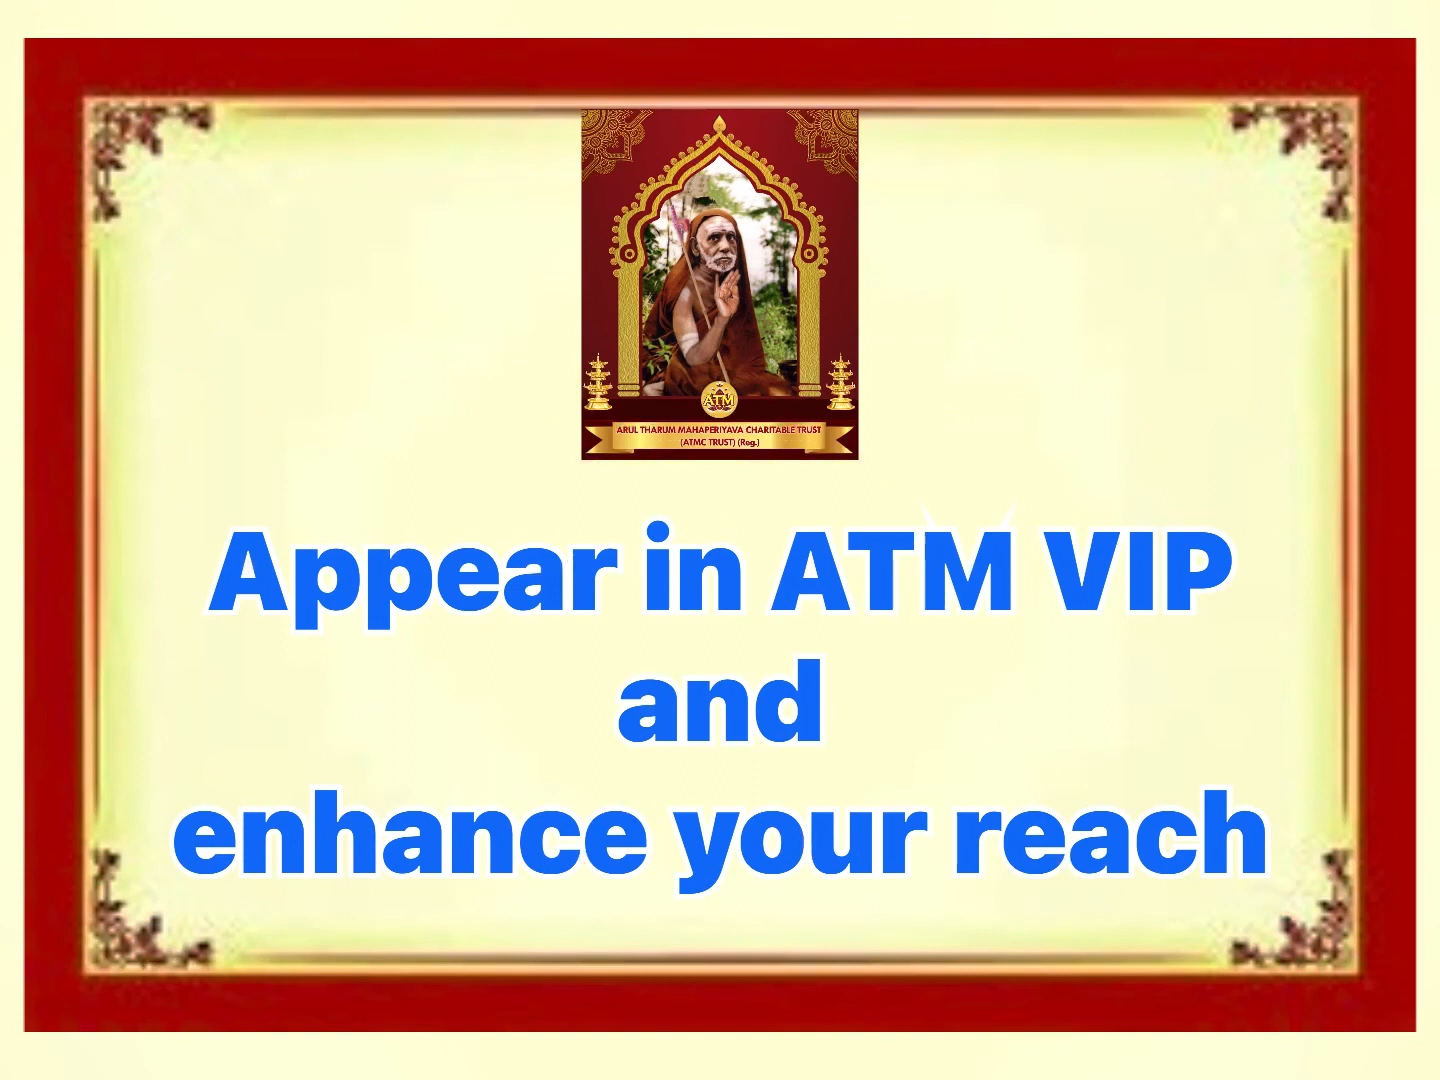 ATM
ARUL THARUM MAHAPERIYAVA CHARITABLE TRUST
(ATMC TRUST) (Reg.)
Appear in ATM VIP
and
enhance your reach